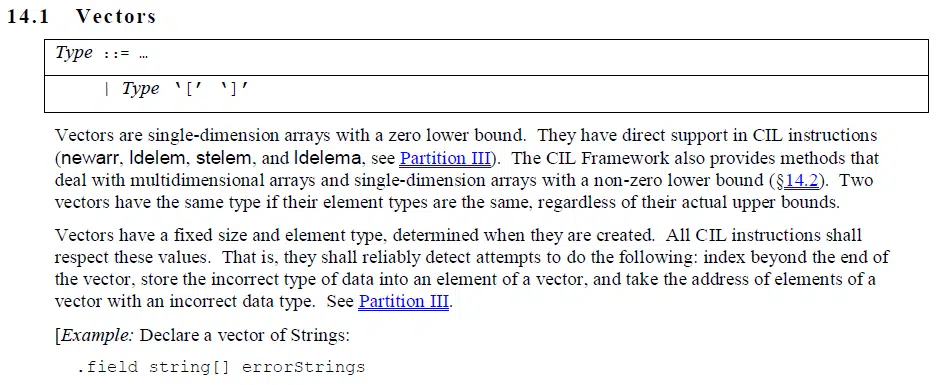 14.1 Vectors
Type ::= …
| Type ‘[’ ‘]’
Vectors are single-dimension arrays with a zero lower bound.  They have direct support in CIL instructions
(newarr, ldelem, stelem, and ldelema, see Partition III).  The CIL Framework also provides methods that
deal with multidimensional arrays and single-dimension arrays with a non-zero lower bound (§14.2).  Two
vectors have the same type if their element types are the same, regardless of their actual upper bounds.
Vectors have a fixed size and element type, determined when they are created.  All CIL instructions shall
respect these values.  That is, they shall reliably detect attempts to do the following: index beyond the end of
the vector, store the incorrect type of data into an element of a vector, and take the address of elements of a
vector with an incorrect data type.  See Partition III.
[Example: Declare a vector of Strings:
.field string[] errorStrings